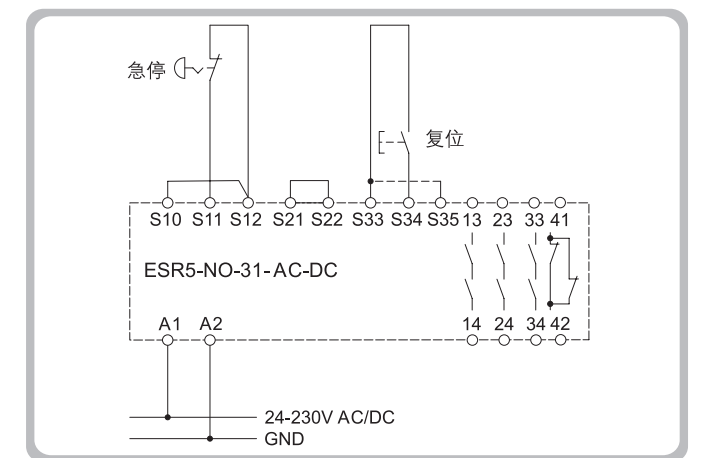 急停
复位
S10 S11 S12 S21 S22 S33 S34 S35 13 23 33 41
ESR5-NO-31-AC-DC
A1 A2 14 24 34 42
24-230V AC/DC
GND